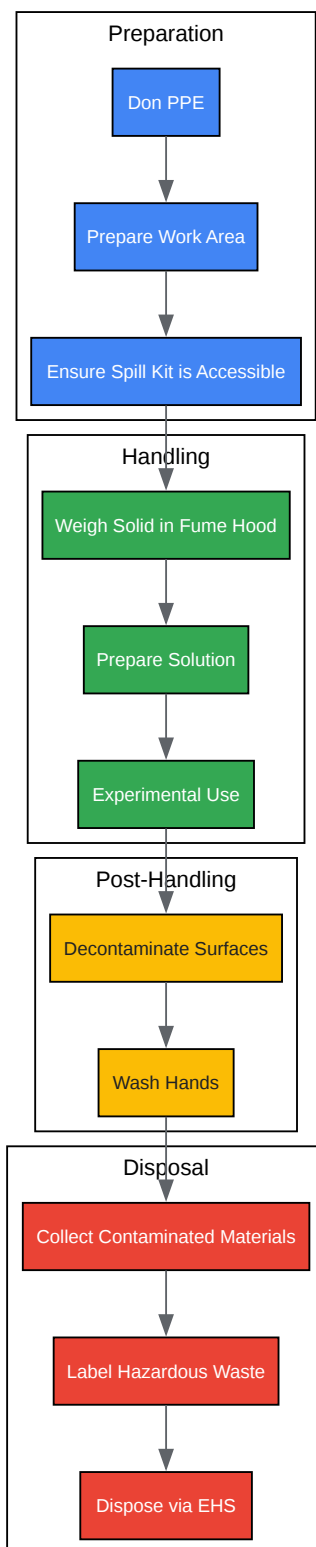 Preparation
Don PPE
Prepare Work Area
Ensure Spill Kit is Accessible
Handling
Weigh Solid in Fume Hood
Prepare Solution
Experimental Use
Post-Handling
Decontaminate Surfaces
Wash Hands
Disposal
Collect Contaminated Materials
Label Hazardous Waste
Dispose via EHS